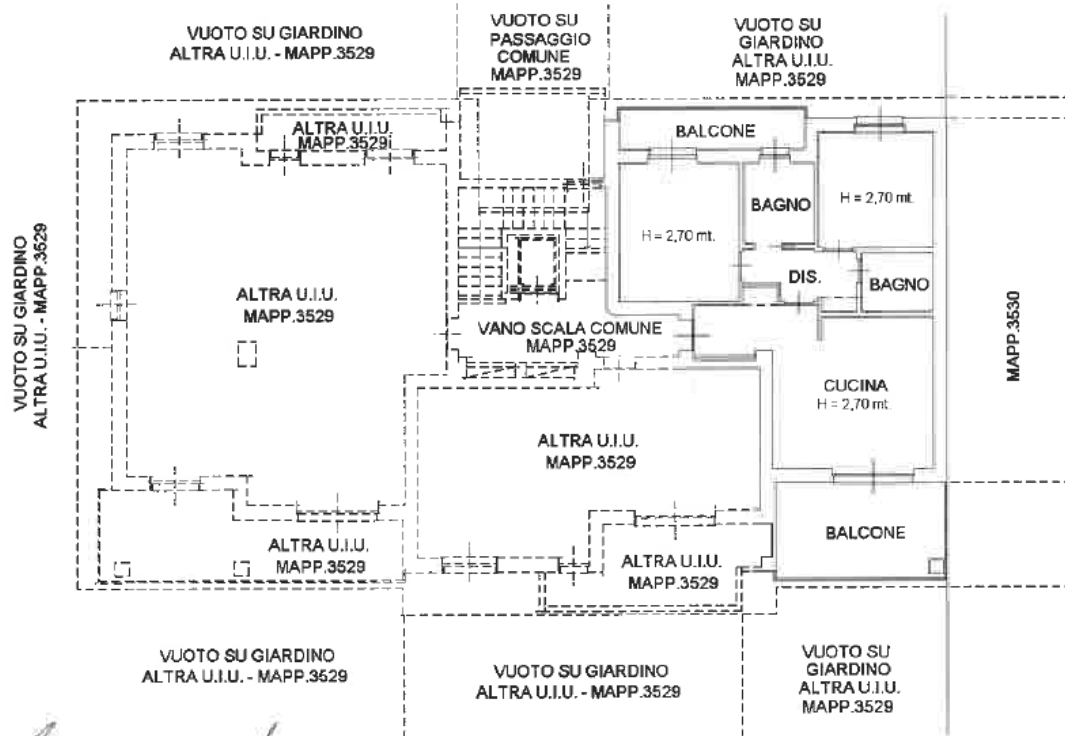 VUOTO SU GIARDINO
ALTRA U.I.U. - MAPP.3529
VUOTO SU
PASSAGGIO
COMUNE
MAPP.3529
VUOTO SU
GIARDINO
ALTRA U.I.U.
MAPP.3529
ALTRA U.I.U.
MAPP.3529
BALCONE
BAGNO
H = 2,70 mt.
H = 2,70 mt.
DIS.
BAGNO
VUOTO SU GIARDINO
ALTRA U.I.U. - MAPP.3529
ALTRA U.I.U.
MAPP.3529
VANO SCALA COMUNE
MAPP.3529
MAPP.3530
CUCINA
H = 2,70 mt.
ALTRA U.I.U.
MAPP.3529
BALCONE
ALTRA U.I.U.
MAPP.3529
ALTRA U.I.U.
MAPP.3529
VUOTO SU GIARDINO
ALTRA U.I.U. - MAPP.3529
VUOTO SU GIARDINO
ALTRA U.I.U. - MAPP.3529
VUOTO SU
GIARDINO
ALTRA U.I.U.
MAPP.3529